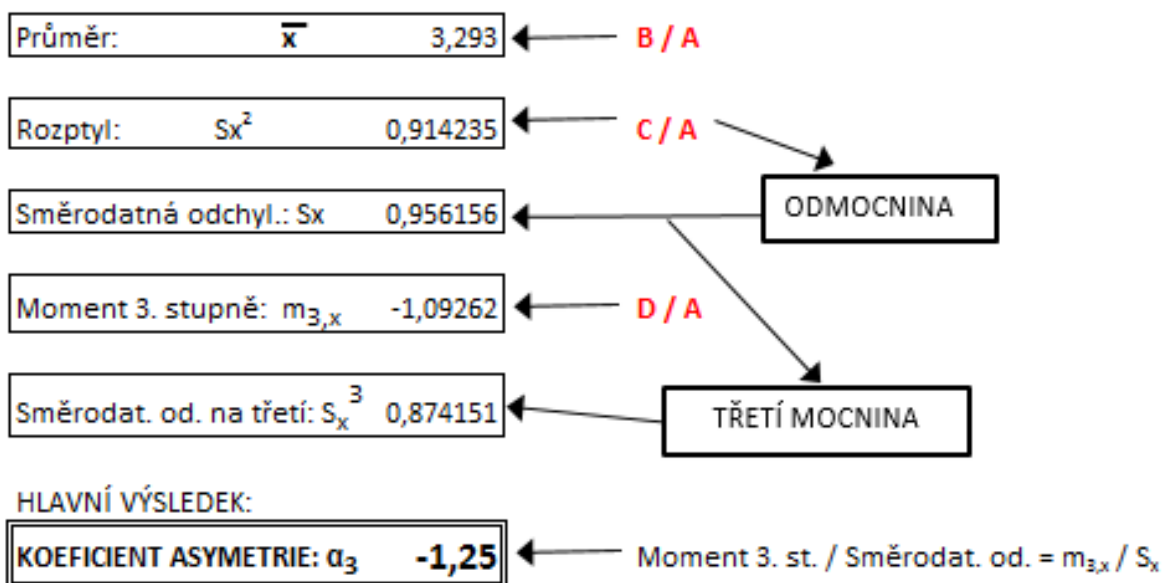 Průměr: x̅ 3,293 B / A
Rozptyl: Sx² 0,914235 C / A
Směrodatná odchyl.: Sx 0,956156 ODMOCNINA
Moment 3. stupně: m₃,ₓ -1,09262 D / A
Směrodat. od. na třetí: Sₓ³ 0,874151 TŘETÍ MOCNINA
HLAVNÍ VÝSLEDEK:
KOEFICIENT ASYMETRIE: α₃ -1,25 Moment 3. st. / Směrodat. od. = m₃,ₓ / Sₓ